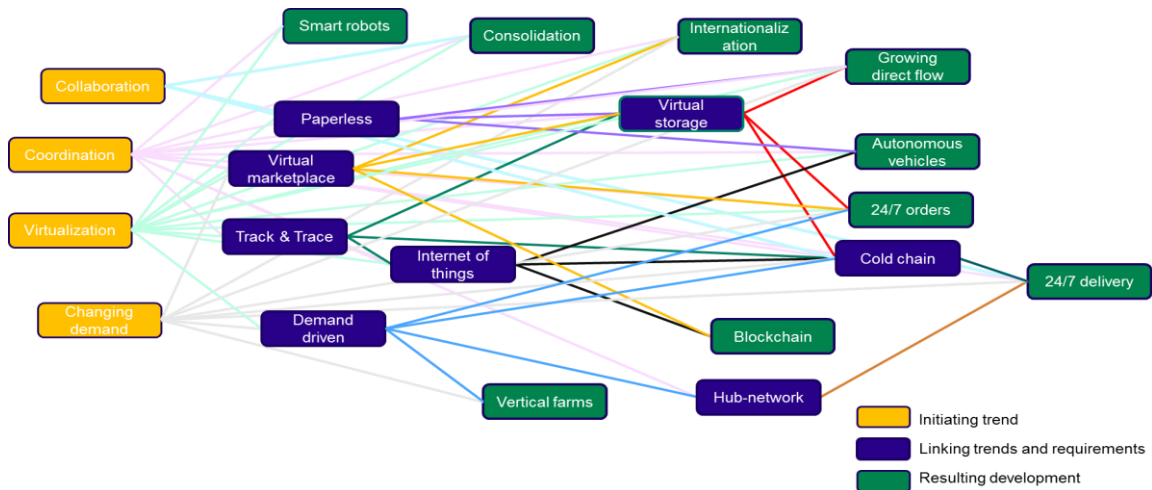 Smart robots
Consolidation
Internationaliz
ation
Growing
direct flow
Collaboration
Paperless
Virtual
storage
Coordination
Virtual
marketplace
Autonomous
vehicles
24/7 orders
Virtualization
Track & Trace
Internet of
things
Cold chain
24/7 delivery
Changing
demand
Demand
driven
Blockchain
Vertical farms
Hub-network
Initiating trend
Linking trends and requirements
Resulting development